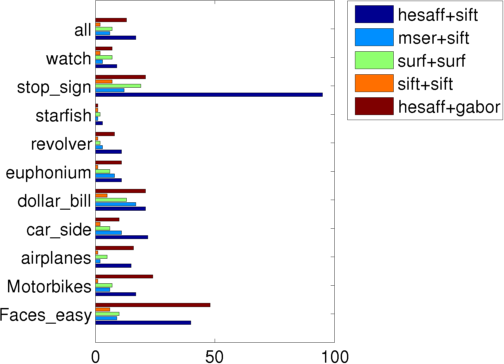 all
watch
stop_sign
starfish
revolver
euphonium
dollar_bill
car_side
airplanes
Motorbikes
Faces_easy
0 50 100
hesaff+sift
mser+sift
surf+surf
sift+sift
hesaff+gabor